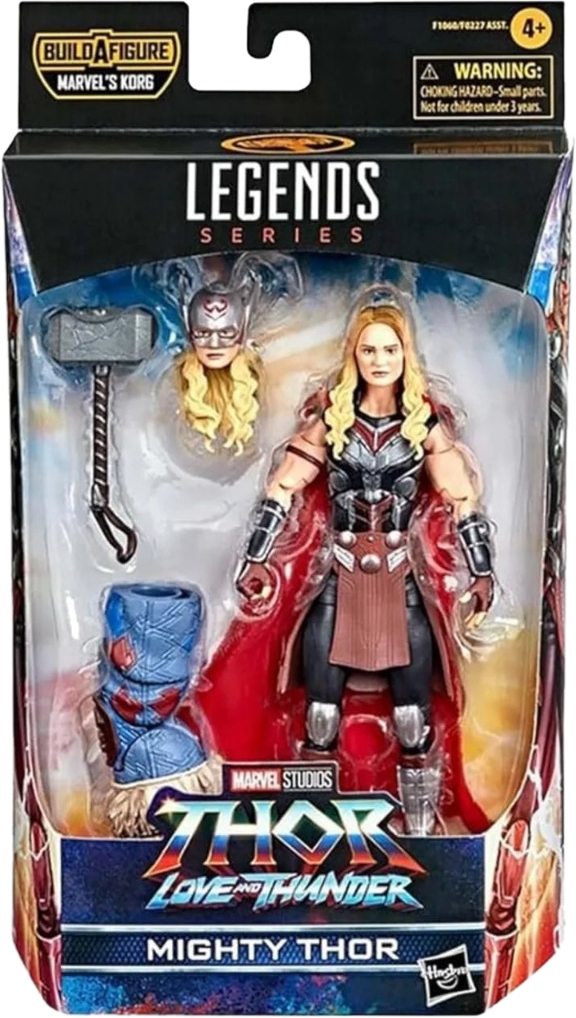 BUILD A FIGURE
MARVEL'S KORG
F1060/F0227 ASST.
4+
WARNING:
CHOKING HAZARD–Small parts.
Not for children under 3 years.
LEGENDS
SERIES
MARVEL STUDIOS
THOR
LOVE AND THUNDER
MIGHTY THOR
Hasbro